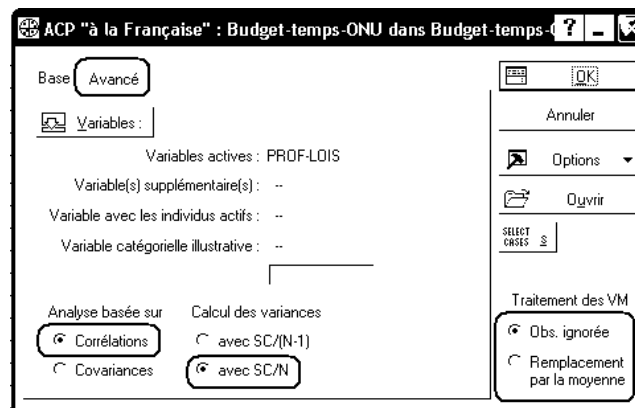 ACP "à la Française" : Budget-temps-ONU dans Budget-temps-
Base Avancé
OK
Variables :
Annuler
Variables actives : PROF-LOIS
Options
Variable(s) supplémentaire(s) : --
Ouvrir
Variable avec les individus actifs : --
SELECT CASES S
Variable catégorielle illustrative : --
Analyse basée sur
Calcul des variances
Traitement des VM
Corrélations
avec SC/(N-1)
Obs. ignorée
Covariances
avec SC/N
Remplacement
par la moyenne